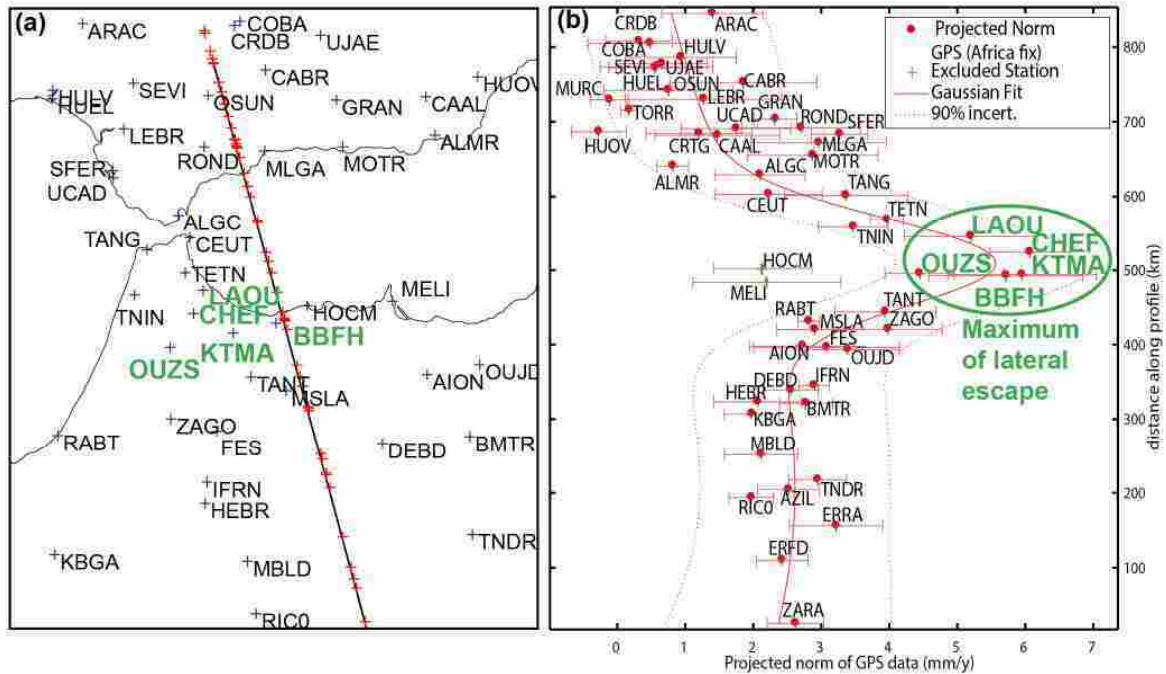 (a)
ARAC
COBA
CRDB
UJAE
CABR
HUOV
HULV
HUEL
SEVI
OSUN
GRAN
CAAL
LEBR
ALMR
SFER
UCAD
ROND
MLGA
MOTR
ALGC
TANG
CEUT
TETN
MELI
TNIN
LAOU
CHEF
HOCM
BBFH
OUZS
KTMA
TANT
MSLA
AION
OUJD
RABT
ZAGO
FES
DEBD
BMTR
IFRN
HEBR
TNDR
KBGA
MBLD
RIC0
(b)
CRDB
ARAC
COBA
HULV
SEVI
UJAE
HUEL
OSUN
CABR
MURC
LEBR
TORR
GRAN
UCAD
ROND
SFER
HUOV
CRTG
CAAL
MLGA
MOTR
ALMR
ALGC
TANG
CEUT
TETN
TNIN
LAOU
CHEF
OUZS
KTMA
HOCM
MELI
BBFH
TANT
RABT
MSLA
ZAGO
Maximum
of lateral
escape
AION
FES
OUJD
DEBD
IFRN
HEBR
BMTR
KBGA
MBLD
TNDR
RIC0
AZIL
ERRA
ERFD
ZARA
Projected Norm
GPS (Africa fix)
Excluded Station
Gaussian Fit
90% incert.
800
700
600
500
400
300
200
100
distance along profile (km)
0 1 2 3 4 5 6 7
Projected norm of GPS data (mm/y)